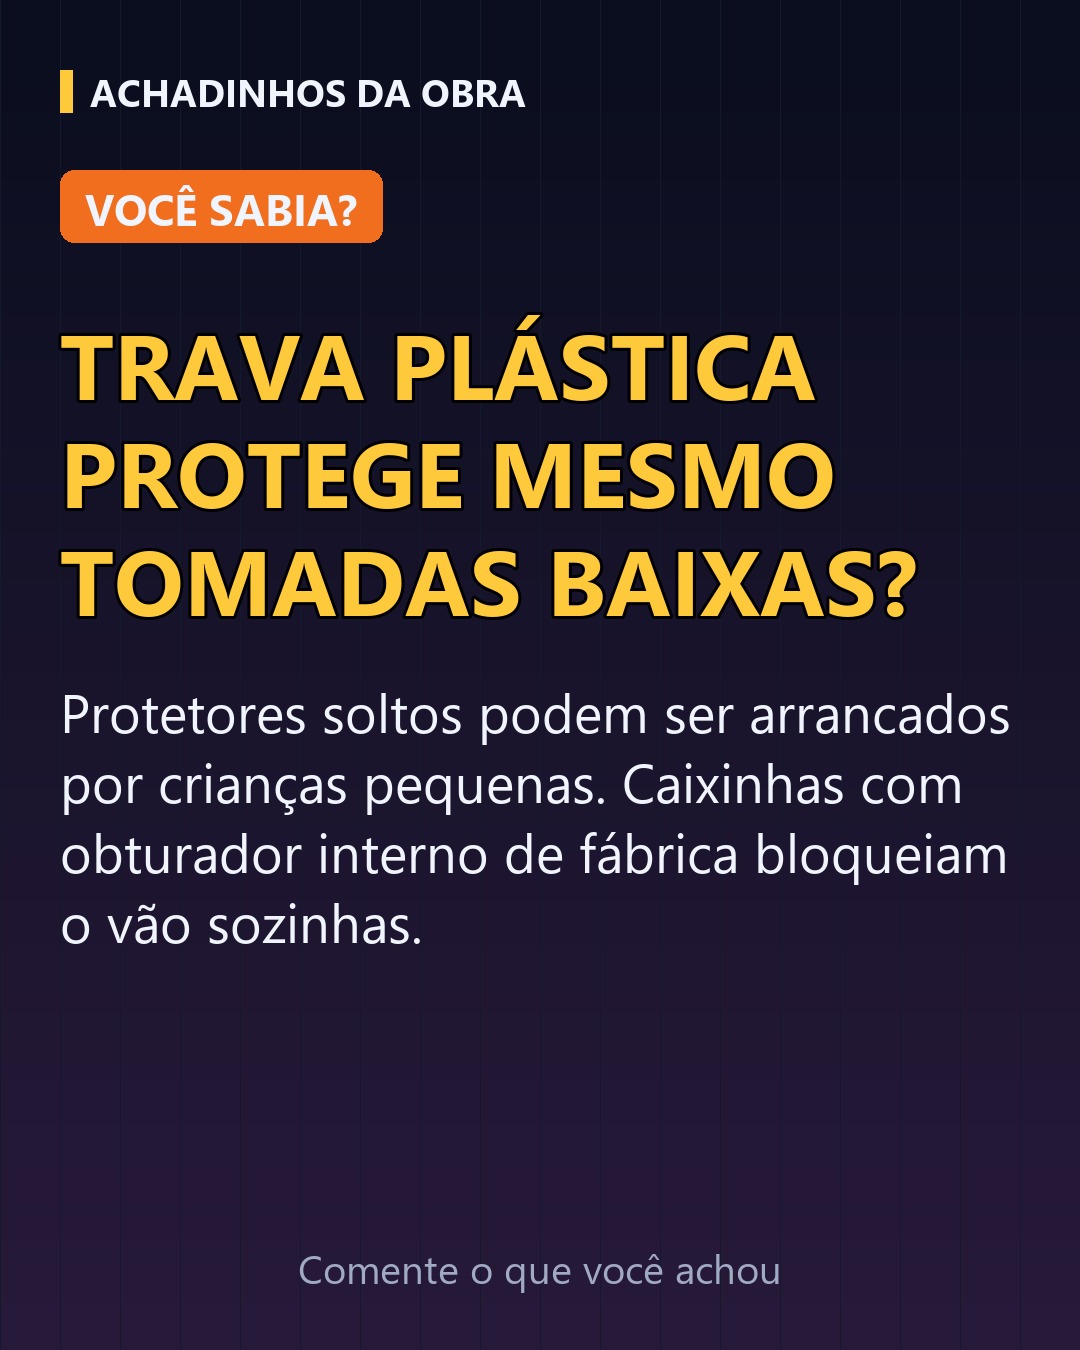 ACHADINHOS DA OBRA
VOCÊ SABIA?
TRAVA PLÁSTICA
PROTEGE MESMO
TOMADAS BAIXAS?
Protetores soltos podem ser arrancados
por crianças pequenas. Caixinhas com
obturador interno de fábrica bloqueiam
o vão sozinhas.
Comente o que você achou